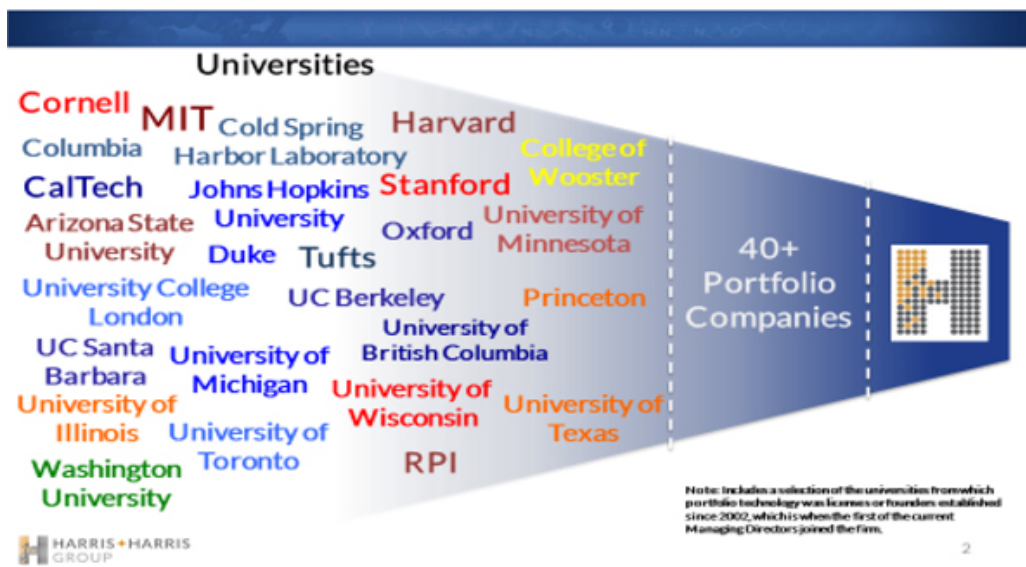 Universities
Cornell
MIT
Cold Spring
Harbor Laboratory
Harvard
Columbia
College of
Wooster
CalTech
Johns Hopkins
University
Stanford
Arizona State
University
Duke
Tufts
Oxford
University of
Minnesota
University College
London
UC Berkeley
Princeton
University of
British Columbia
UC Santa
Barbara
University of
Michigan
University of
Wisconsin
University of
Texas
University of
Illinois
University of
Toronto
RPI
Washington
University
40+
Portfolio
Companies
Note: Includes a selection of the universities from which
portfolio technology was licenses or founders established
since 2002, which is when the first of the current
Managing Directors joined the firm.
HARRIS+HARRIS
GROUP
2